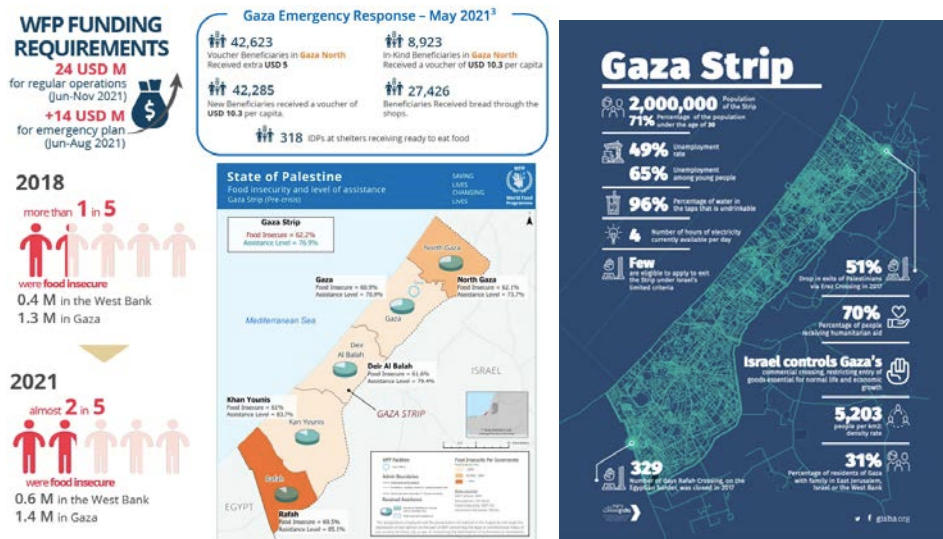 WFP FUNDING
REQUIREMENTS
24 USD M
for regular operations
(Jun-Nov 2021)
+14 USD M
for emergency plan
(Jun-Aug 2021)
$
2018
more than 1 in 5
were food insecure
0.4 M in the West Bank
1.3 M in Gaza
2021
almost 2 in 5
were food insecure
0.6 M in the West Bank
1.4 M in Gaza
Gaza Emergency Response – May 2021³
42,623
Voucher Beneficiaries in Gaza North
Received extra USD 5
8,923
In-Kind Beneficiaries in Gaza North
Received a voucher of USD 10.3 per capita
42,285
New Beneficiaries received a voucher of
USD 10.3 per capita.
27,426
Beneficiaries Received bread through the
shops.
318 IDPs at shelters receiving ready to eat food
State of Palestine
Food insecurity and level of assistance
Gaza Strip (Pre-crisis)
SAVING
LIVES
CHANGING
LIVES
WFP
World Food
Programme
Gaza Strip
Food Insecure = 62.2%
Assistance Level = 76.9%
North Gaza
North Gaza
Food Insecure = 62.1%
Assistance Level = 73.7%
Gaza
Food Insecure = 60.9%
Assistance Level = 70.9%
Gaza
Mediterranean Sea
Deir
Al Balah
Deir Al Balah
Food Insecure = 61.6%
Assistance Level = 79.4%
ISRAEL
Khan Younis
Food Insecure = 61%
Assistance Level = 83.7%
Kan Younis
GAZA STRIP
Rafah
EGYPT
Rafah
Food Insecure = 69.5%
Assistance Level = 85.1%
WFP Facilities
Admin Boundaries
Received Assistance
Food Insecurity Per Governorate
Gaza Strip
2,000,000 Population
of the Strip
71% Percentage of the population
under the age of 30
49% Unemployment
rate
65% Unemployment
among young people
96% Percentage of water in
the taps that is undrinkable
4 Number of hours of electricity
currently available per day
Few
are eligible to apply to exit
the Strip under Israel's
limited criteria
51%
Drop in exits of Palestinians
via Erez Crossing in 2017
70%
Percentage of people
receiving humanitarian aid
Israel controls Gaza's
commercial crossing, restricting entry of
goods essential for normal life and economic
growth
5,203
people per km2:
density rate
31%
Percentage of residents of Gaza
with family in East Jerusalem,
Israel or the West Bank
329
Number of days Rafah Crossing, on the
Egyptian border, was closed in 2017
gisha.org